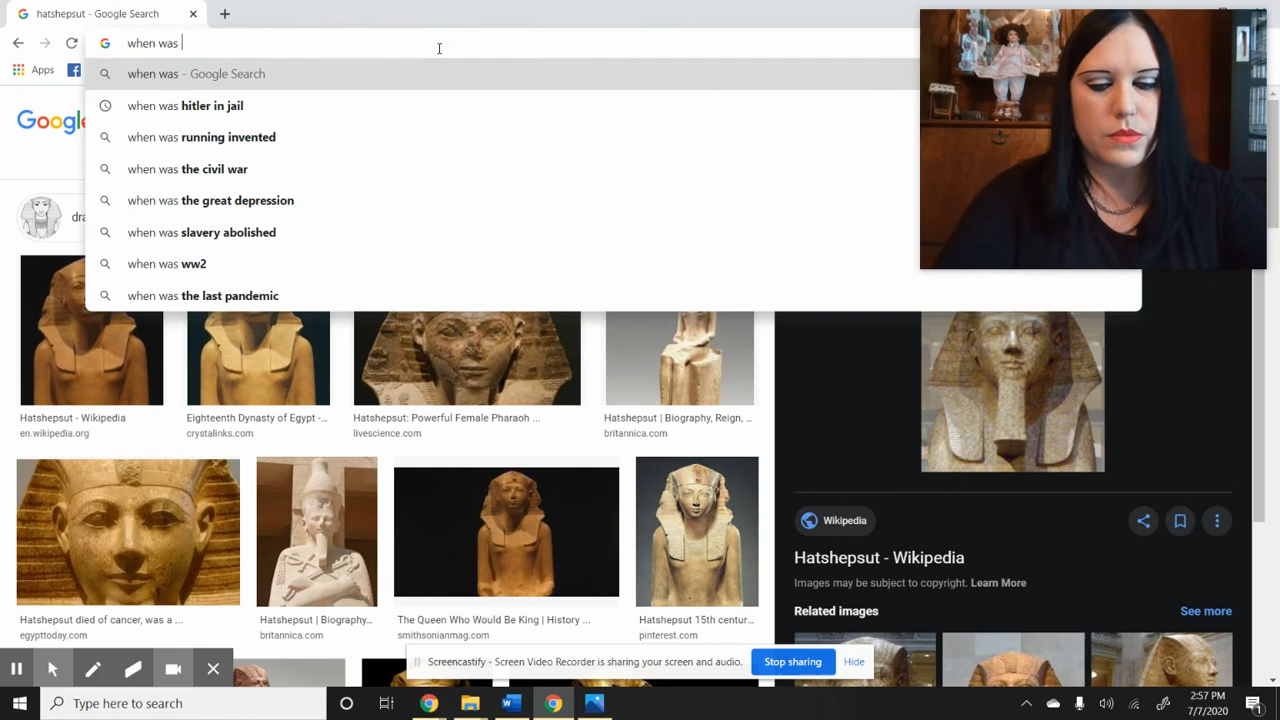 hatshepsut - Google Search
when was
Apps
when was - Google Search
when was hitler in jail
when was running invented
when was the civil war
when was the great depression
when was slavery abolished
when was ww2
when was the last pandemic
Google
dra
Hatshepsut - Wikipedia
en.wikipedia.org
Eighteenth Dynasty of Egypt -...
crystalinks.com
Hatshepsut: Powerful Female Pharaoh ...
livescience.com
Hatshepsut | Biography, Reign, ...
britannica.com
Wikipedia
Hatshepsut - Wikipedia
Images may be subject to copyright. Learn More
Related images
See more
Hatshepsut died of cancer, was a ...
egypttoday.com
Hatshepsut | Biography...
britannica.com
The Queen Who Would Be King | History ...
smithsonianmag.com
Hatshepsut 15th centur...
pinterest.com
Screencastify - Screen Video Recorder is sharing your screen and audio.
Stop sharing
Hide
Type here to search
2:57 PM
7/7/2020
1